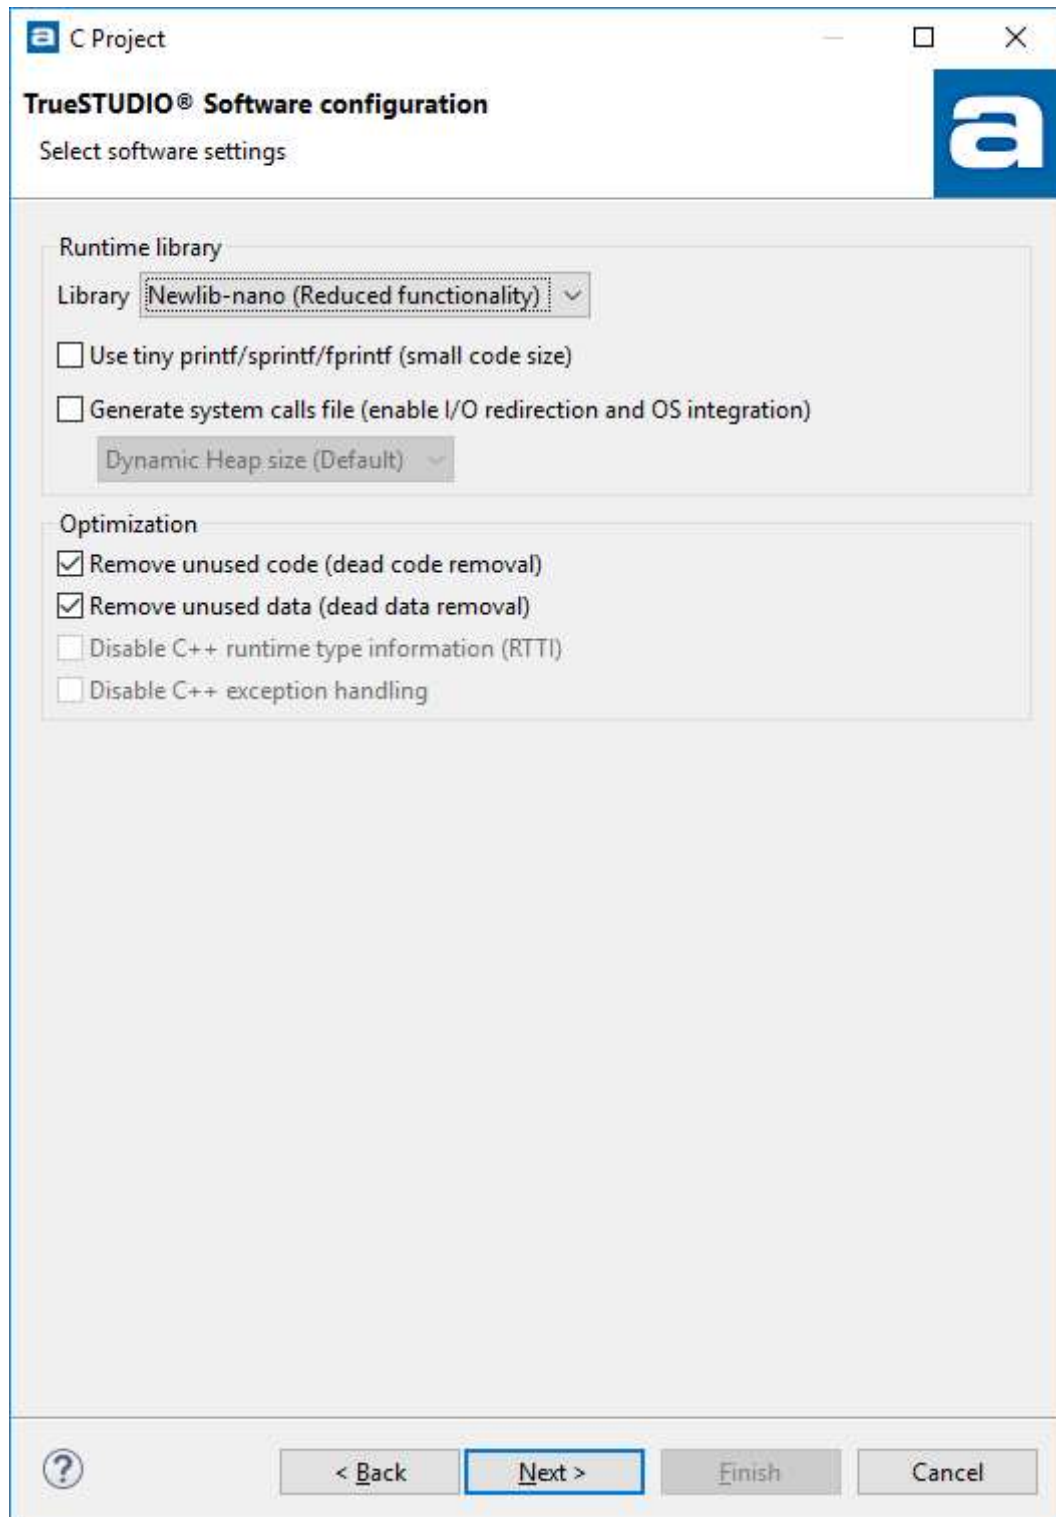 a C Project
TrueSTUDIO® Software configuration
Select software settings
a
Runtime library
Library Newlib-nano (Reduced functionality)
Use tiny printf/sprintf/fprintf (small code size)
Generate system calls file (enable I/O redirection and OS integration)
Dynamic Heap size (Default)
Optimization
Remove unused code (dead code removal)
Remove unused data (dead data removal)
Disable C++ runtime type information (RTTI)
Disable C++ exception handling
? < Back Next > Finish Cancel